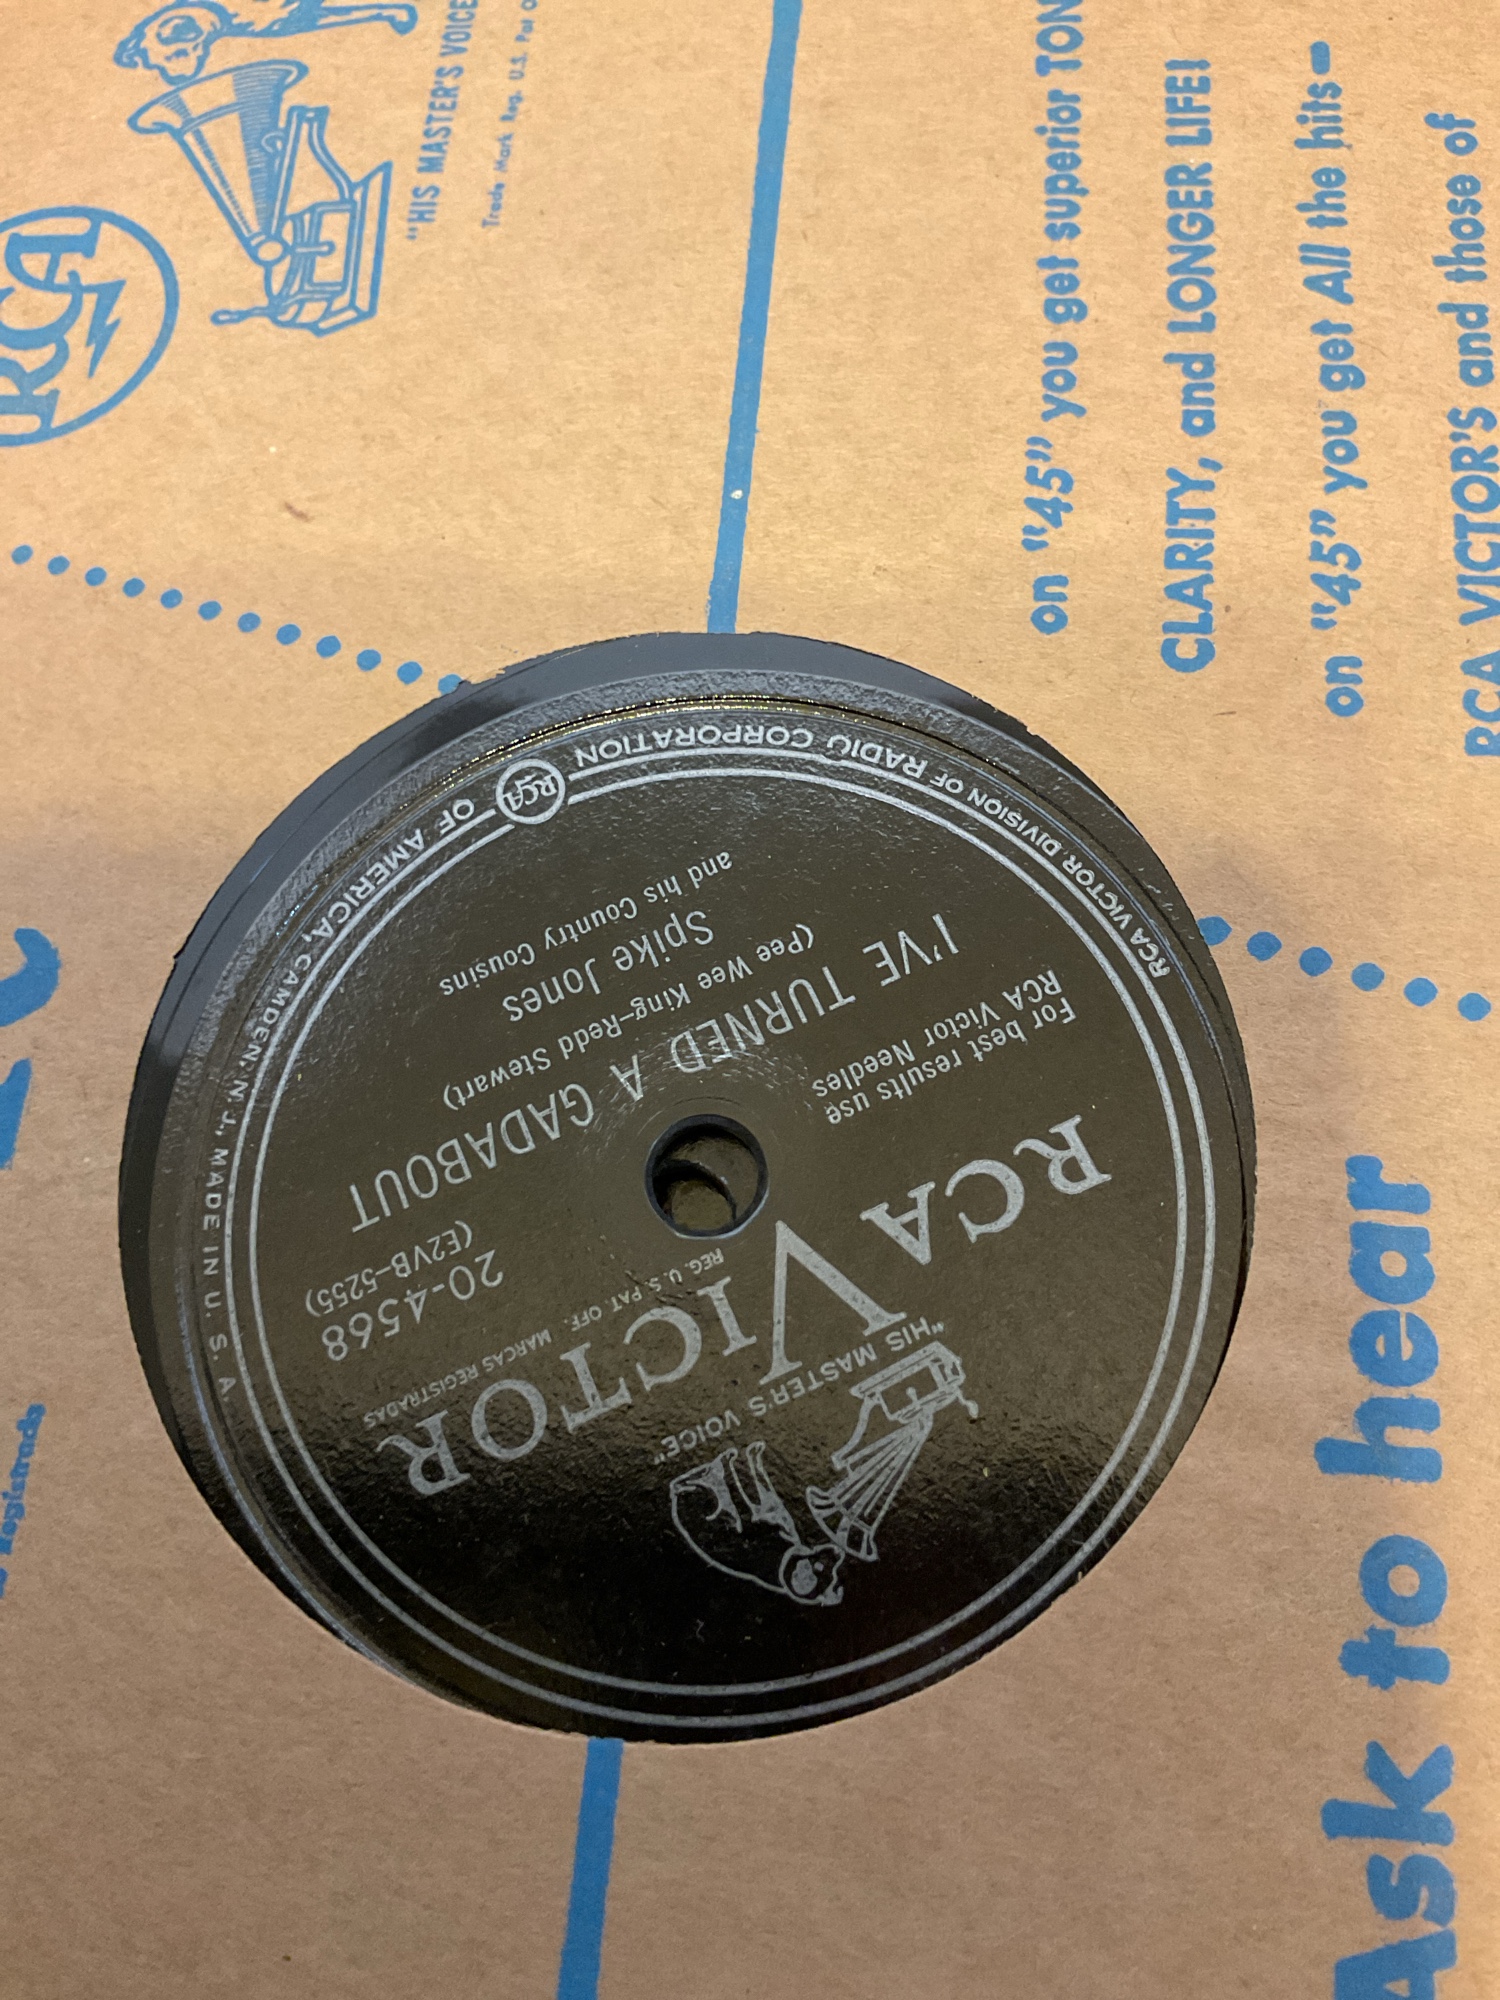 "HIS MASTER'S VOICE"
RCA VICTOR
REG. U. S. PAT. OFF. MARCAS REGISTRADAS
For best results use
RCA Victor Needles
20-4568
(E2VB-5255)
I'VE TURNED A GADABOUT
(Pee Wee King-Redd Stewart)
Spike Jones
and his Country Cousins
RCA VICTOR DIVISION OF RADIO CORPORATION RCA OF AMERICA, CAMDEN, N. J., MADE IN U. S. A.
RCA
"HIS MASTER'S VOICE
Trade Mark Reg. U.S. Pat O
on "45" you get superior TON
CLARITY, and LONGER LIFE!
on "45" you get All the hits—
RCA VICTOR'S and those of
Ask to hear